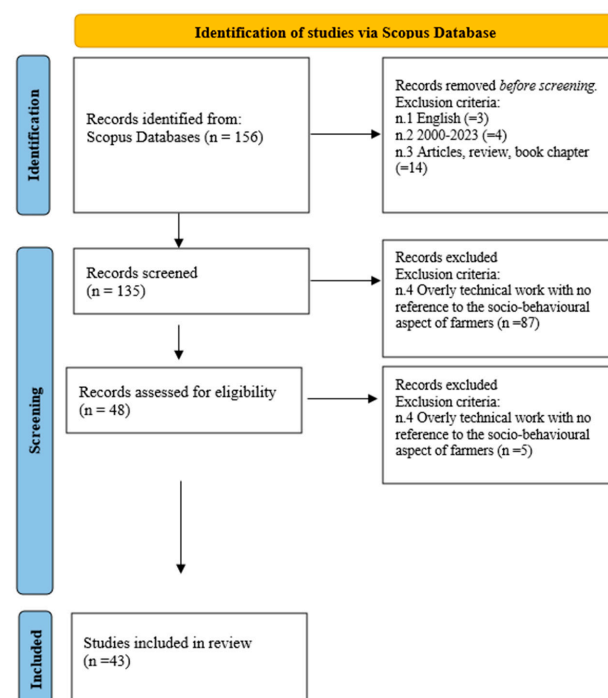 Identification of studies via Scopus Database
Identification
Records identified from:
Scopus Databases (n = 156)
Records removed before screening.
Exclusion criteria:
n.1 English (=3)
n.2 2000-2023 (=4)
n.3 Articles, review, book chapter
(=14)
Screening
Records screened
(n = 135)
Records excluded
Exclusion criteria:
n.4 Overly technical work with no
reference to the socio-behavioural
aspect of farmers (n =87)
Records assessed for eligibility
(n = 48)
Records excluded
Exclusion criteria:
n.4 Overly technical work with no
reference to the socio-behavioural
aspect of farmers (n =5)
Included
Studies included in review
(n =43)